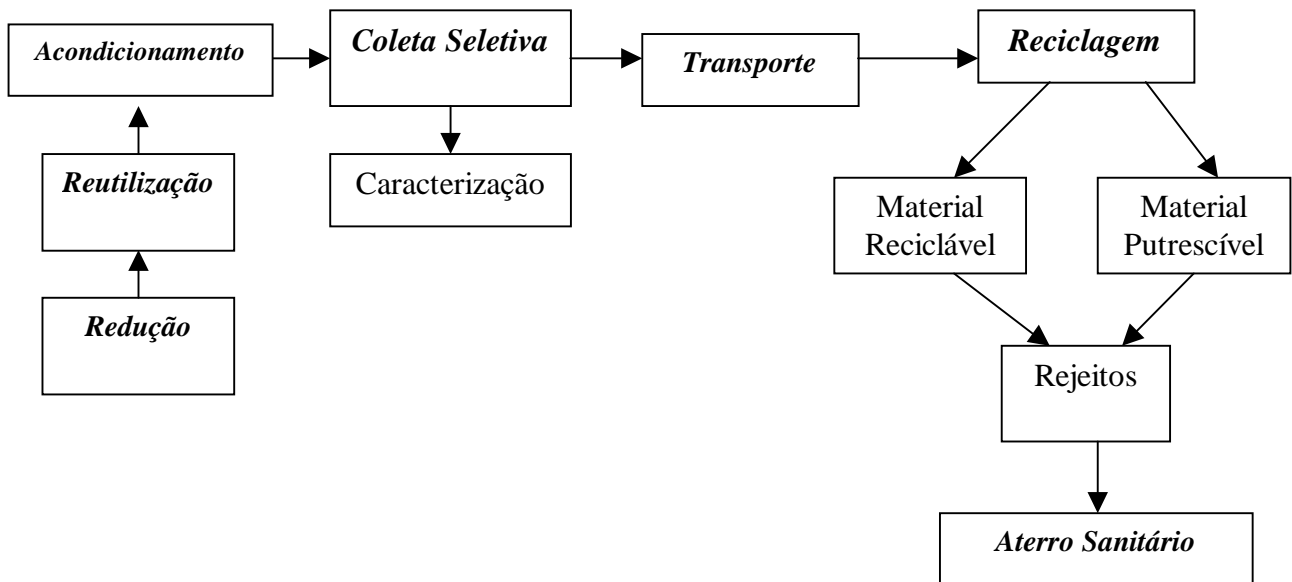 Acondicionamento
Coleta Seletiva
Transporte
Reciclagem
Reutilização
Caracterização
Material
Reciclável
Material
Putrescível
Redução
Rejeitos
Aterro Sanitário